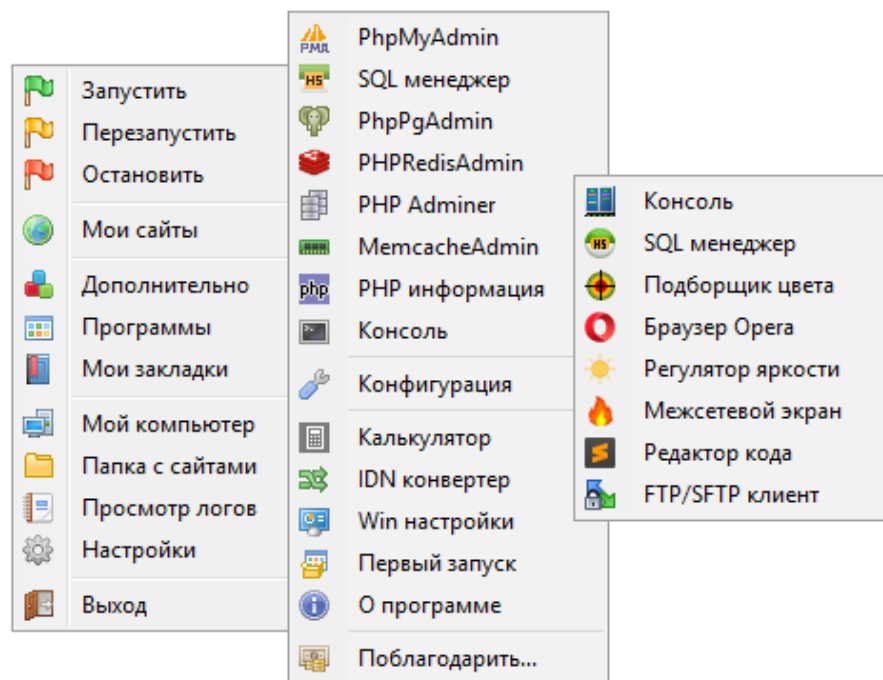 Запустить
Перезапустить
Остановить
Мои сайты
Дополнительно
Программы
Мои закладки
Мой компьютер
Папка с сайтами
Просмотр логов
Настройки
Выход
PMA
PhpMyAdmin
HS
SQL менеджер
PhpPgAdmin
PHPRedisAdmin
PHP Adminer
MemcacheAdmin
php
PHP информация
Консоль
Конфигурация
Калькулятор
IDN конвертер
Win настройки
Первый запуск
О программе
Поблагодарить...
Консоль
HS
SQL менеджер
Подборщик цвета
Браузер Opera
Регулятор яркости
Межсетевой экран
Редактор кода
FTP/SFTP клиент